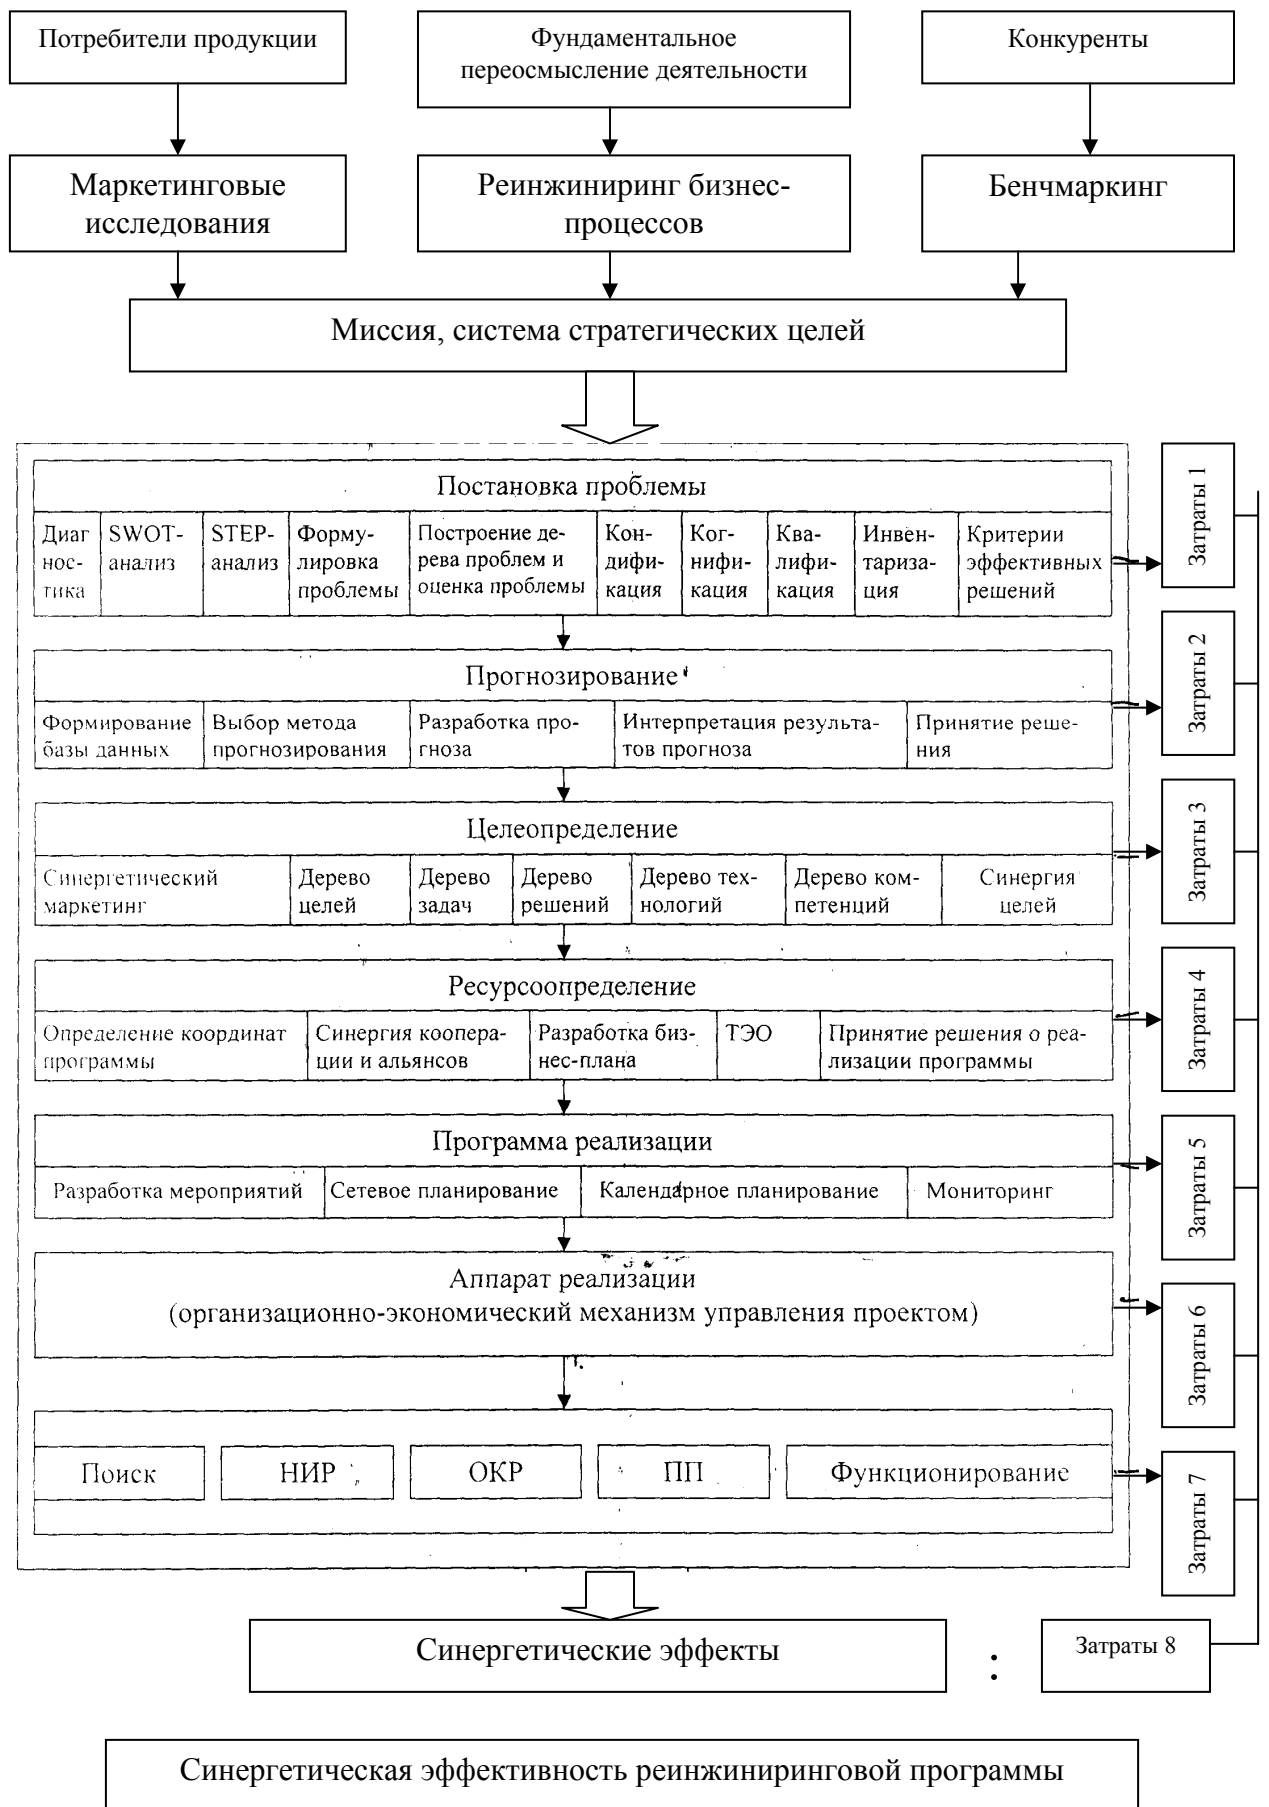 Потребители продукции
Фундаментальное
переосмысление деятельности
Конкуренты
Маркетинговые
исследования
Реинжиниринг бизнес-
процессов
Бенчмаркинг
Миссия, система стратегических целей
Постановка проблемы
Диаг
нос-
тика
SWOT-
анализ
STEP-
анализ
Форму-
лировка
проблемы
Построение де-
рева проблем и
оценка проблемы
Кон-
дифи-
кация
Ког-
нифи-
кация
Ква-
лифи-
кация
Инвен-
тариза-
ция
Критерии
эффективных
решений
Затраты 1
Прогнозирование
Формирование
базы данных
Выбор метода
прогнозирования
Разработка про-
гноза
Интерпретация результа-
тов прогноза
Принятие реше-
ния
Затраты 2
Целеопределение
Синергетический
маркетинг
Дерево
целей
Дерево
задач
Дерево
решений
Дерево тех-
нологий
Дерево ком-
петенций
Синергия
целей
Затраты 3
Ресурсоопределение
Определение координат
программы
Синергия коопера-
ции и альянсов
Разработка биз-
нес-плана
ТЭО
Принятие решения о реа-
лизации программы
Затраты 4
Программа реализации
Разработка мероприятий
Сетевое планирование
Календарное планирование
Мониторинг
Затраты 5
Аппарат реализации
(организационно-экономический механизм управления проектом)
Затраты 6
Поиск
НИР
ОКР
ПП
Функционирование
Затраты 7
Синергетические эффекты
:
Затраты 8
Синергетическая эффективность реинжиниринговой программы